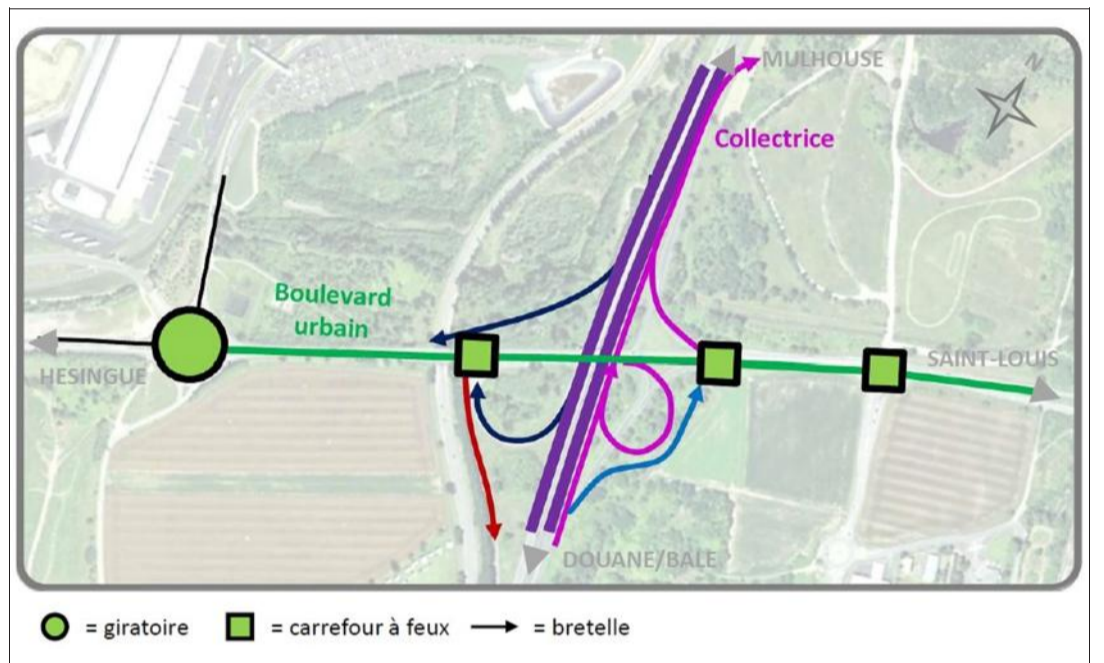 MULHOUSE
N
Collectrice
Boulevard
urbain
HESINGUE
SAINT-LOUIS
DOUANE/BALE
= giratoire = carrefour à feux = bretelle